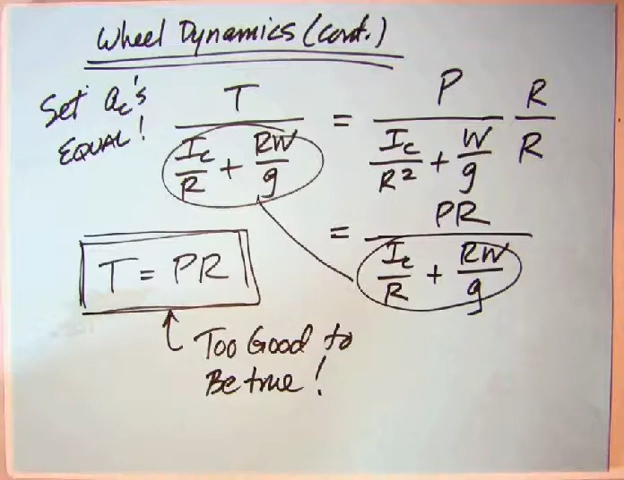 Wheel Dynamics (cont.)
Set ac's EQUAL!
T / (Ic/R + RW/g) = P / (Ic/R² + W/g) R/R
= PR / (Ic/R + RW/g)
T = PR
Too Good to
Be true!